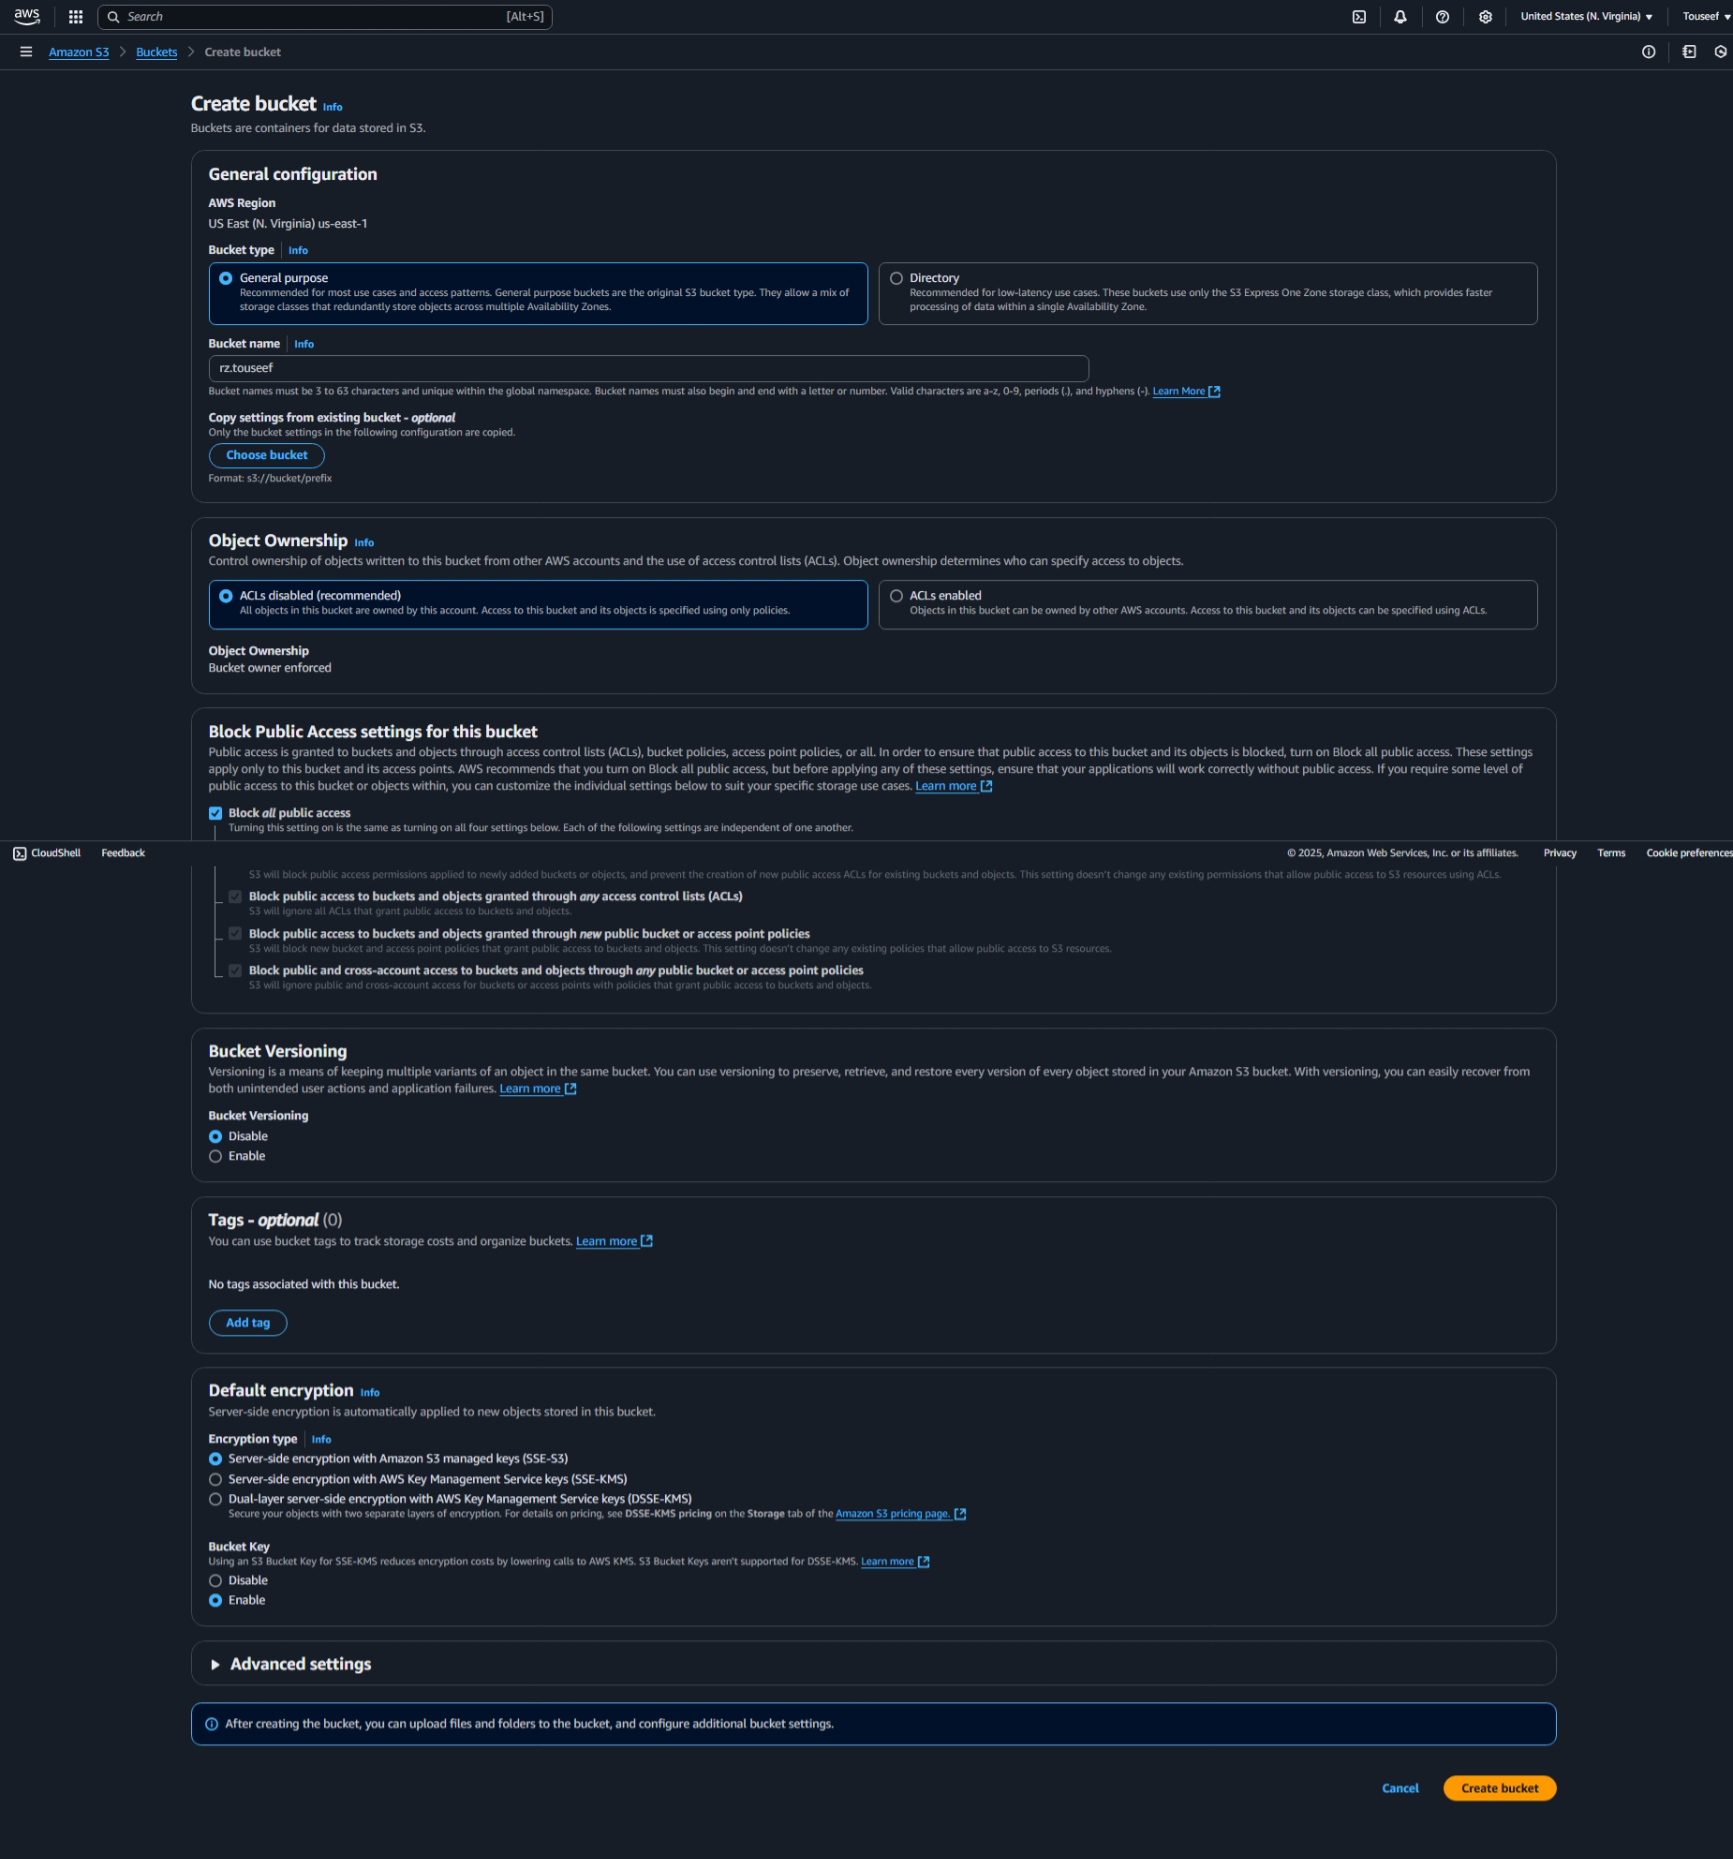 aws
Search [Alt+S]
United States (N. Virginia) Touseef
Amazon S3 > Buckets > Create bucket
Create bucket Info
Buckets are containers for data stored in S3.
General configuration
AWS Region
US East (N. Virginia) us-east-1
Bucket type Info
General purpose
Recommended for most use cases and access patterns. General purpose buckets are the original S3 bucket type. They allow a mix of
storage classes that redundantly store objects across multiple Availability Zones.
Directory
Recommended for low-latency use cases. These buckets use only the S3 Express One Zone storage class, which provides faster
processing of data within a single Availability Zone.
Bucket name Info
rz.touseef
Bucket names must be 3 to 63 characters and unique within the global namespace. Bucket names must also begin and end with a letter or number. Valid characters are a-z, 0-9, periods (.), and hyphens (-). Learn More
Copy settings from existing bucket - optional
Only the bucket settings in the following configuration are copied.
Choose bucket
Format: s3://bucket/prefix
Object Ownership Info
Control ownership of objects written to this bucket from other AWS accounts and the use of access control lists (ACLs). Object ownership determines who can specify access to objects.
ACLs disabled (recommended)
All objects in this bucket are owned by this account. Access to this bucket and its objects is specified using only policies.
ACLs enabled
Objects in this bucket can be owned by other AWS accounts. Access to this bucket and its objects can be specified using ACLs.
Object Ownership
Bucket owner enforced
Block Public Access settings for this bucket
Public access is granted to buckets and objects through access control lists (ACLs), bucket policies, access point policies, or all. In order to ensure that public access to this bucket and its objects is blocked, turn on Block all public access. These settings
apply only to this bucket and its access points. AWS recommends that you turn on Block all public access, but before applying any of these settings, ensure that your applications will work correctly without public access. If you require some level of
public access to this bucket or objects within, you can customize the individual settings below to suit your specific storage use cases. Learn more
Block all public access
Turning this setting on is the same as turning on all four settings below. Each of the following settings are independent of one another.
CloudShell Feedback © 2025, Amazon Web Services, Inc. or its affiliates. Privacy Terms Cookie preferences
S3 will block public access permissions applied to newly added buckets or objects, and prevent the creation of new public access ACLs for existing buckets and objects. This setting doesn't change any existing permissions that allow public access to S3 resources using ACLs.
Block public access to buckets and objects granted through any access control lists (ACLs)
S3 will ignore all ACLs that grant public access to buckets and objects.
Block public access to buckets and objects granted through new public bucket or access point policies
S3 will block new bucket and access point policies that grant public access to buckets and objects. This setting doesn't change any existing policies that allow public access to S3 resources.
Block public and cross-account access to buckets and objects through any public bucket or access point policies
S3 will ignore public and cross-account access for buckets or access points with policies that grant public access to buckets and objects.
Bucket Versioning
Versioning is a means of keeping multiple variants of an object in the same bucket. You can use versioning to preserve, retrieve, and restore every version of every object stored in your Amazon S3 bucket. With versioning, you can easily recover from
both unintended user actions and application failures. Learn more
Bucket Versioning
Disable
Enable
Tags - optional (0)
You can use bucket tags to track storage costs and organize buckets. Learn more
No tags associated with this bucket.
Add tag
Default encryption Info
Server-side encryption is automatically applied to new objects stored in this bucket.
Encryption type Info
Server-side encryption with Amazon S3 managed keys (SSE-S3)
Server-side encryption with AWS Key Management Service keys (SSE-KMS)
Dual-layer server-side encryption with AWS Key Management Service keys (DSSE-KMS)
Secure your objects with two separate layers of encryption. For details on pricing, see DSSE-KMS pricing on the Storage tab of the Amazon S3 pricing page.
Bucket Key
Using an S3 Bucket Key for SSE-KMS reduces encryption costs by lowering calls to AWS KMS. S3 Bucket Keys aren't supported for DSSE-KMS. Learn more
Disable
Enable
Advanced settings
After creating the bucket, you can upload files and folders to the bucket, and configure additional bucket settings.
Cancel Create bucket